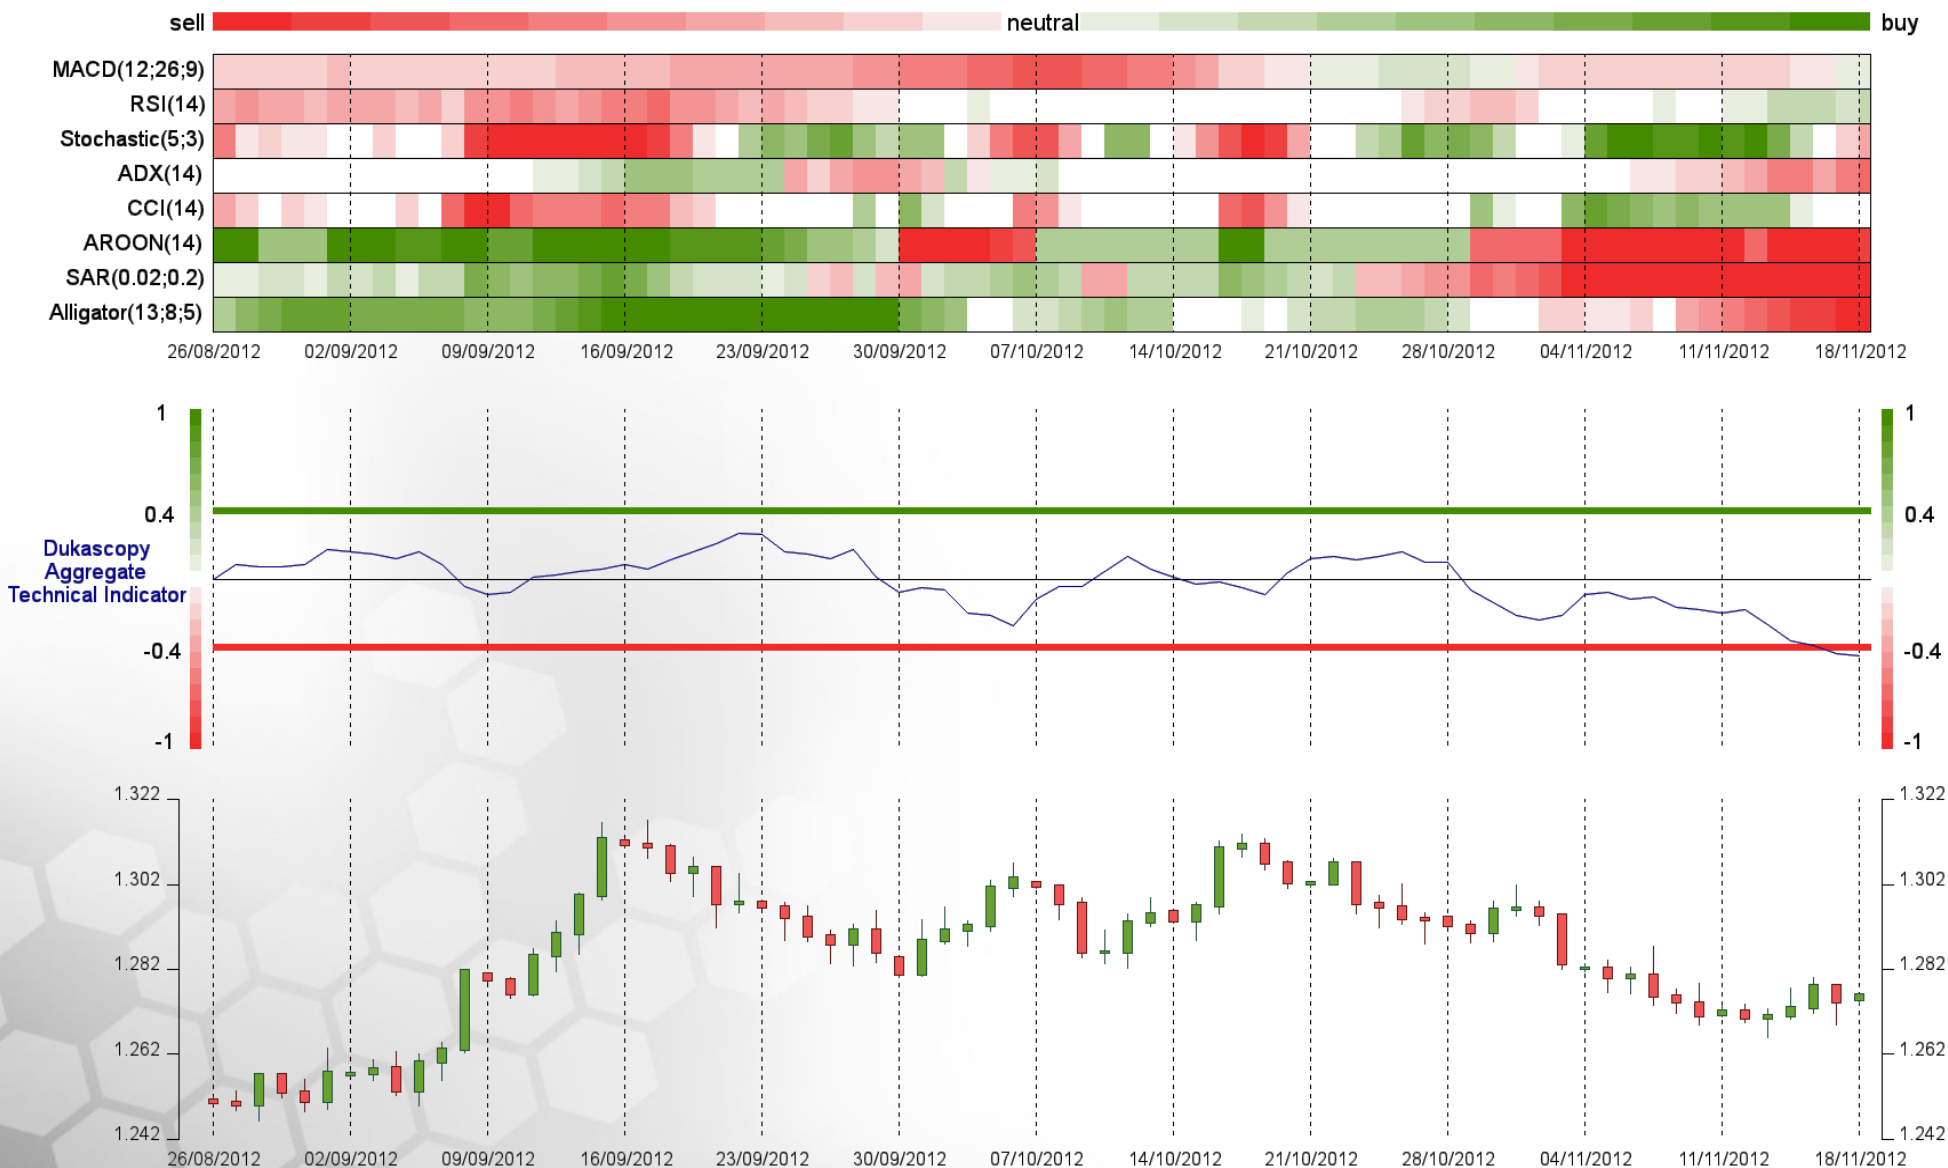 sell neutral buy
MACD(12;26;9)
RSI(14)
Stochastic(5;3)
ADX(14)
CCI(14)
AROON(14)
SAR(0.02;0.2)
Alligator(13;8;5)
26/08/2012 02/09/2012 09/09/2012 16/09/2012 23/09/2012 30/09/2012 07/10/2012 14/10/2012 21/10/2012 28/10/2012 04/11/2012 11/11/2012 18/11/2012
1 1
0.4 0.4
Dukascopy
Aggregate
Technical Indicator
-0.4 -0.4
-1 -1
1.322 1.322
1.302 1.302
1.282 1.282
1.262 1.262
1.242 1.242
26/08/2012 02/09/2012 09/09/2012 16/09/2012 23/09/2012 30/09/2012 07/10/2012 14/10/2012 21/10/2012 28/10/2012 04/11/2012 11/11/2012 18/11/2012